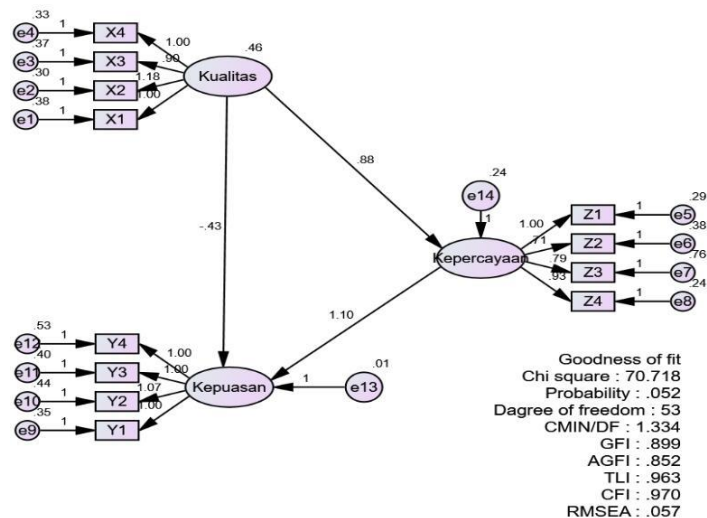 .33
e4 1 X4
1.00
.46
.37
e3 1 X3
.90
Kualitas
.30
e2 1 X2
1.18
.38
e1 1 X1
1.00
.88
-.43
.24
e14
1
1.00 Z1 1 e5 .29
.71 Z2 1 e6 .38
Kepercayaan
.79 Z3 1 e7 .76
.93 Z4 1 e8 .24
1.10
.53
e12 1 Y4
1.00
.40
e11 1 Y3
1.00
.44
e10 1 Y2
1.07
Kepuasan
1 e13 .01
.35
e9 1 Y1
1.00
Goodness of fit
Chi square : 70.718
Probability : .052
Dagree of freedom : 53
CMIN/DF : 1.334
GFI : .899
AGFI : .852
TLI : .963
CFI : .970
RMSEA : .057